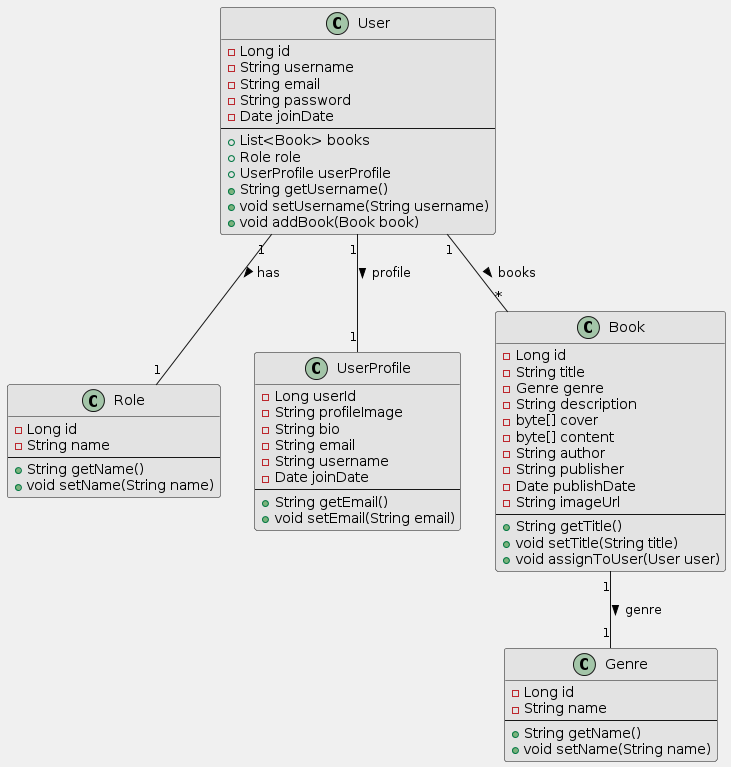 C User
Long id
String username
String email
String password
Date joinDate
List<Book> books
Role role
UserProfile userProfile
String getUsername()
void setUsername(String username)
void addBook(Book book)
1 1 1
has profile books
*
1 1
C Book
Long id
String title
Genre genre
String description
byte[] cover
byte[] content
String author
String publisher
Date publishDate
String imageUrl
String getTitle()
void setTitle(String title)
void assignToUser(User user)
C UserProfile
Long userId
String profileImage
String bio
String email
String username
Date joinDate
String getEmail()
void setEmail(String email)
C Role
Long id
String name
String getName()
void setName(String name)
1
genre
1
C Genre
Long id
String name
String getName()
void setName(String name)